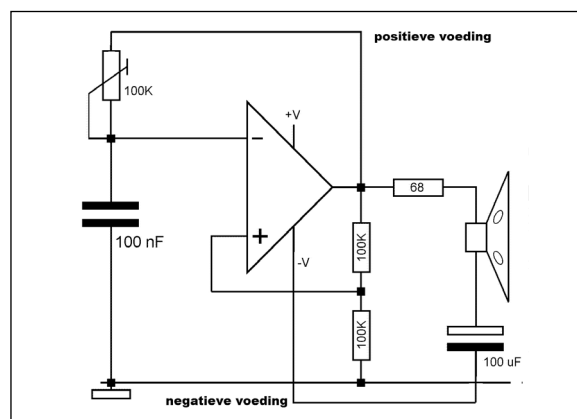 positieve voeding
100K
+V
−
68
+
-V
100K
100 nF
100K
100 uF
negatieve voeding